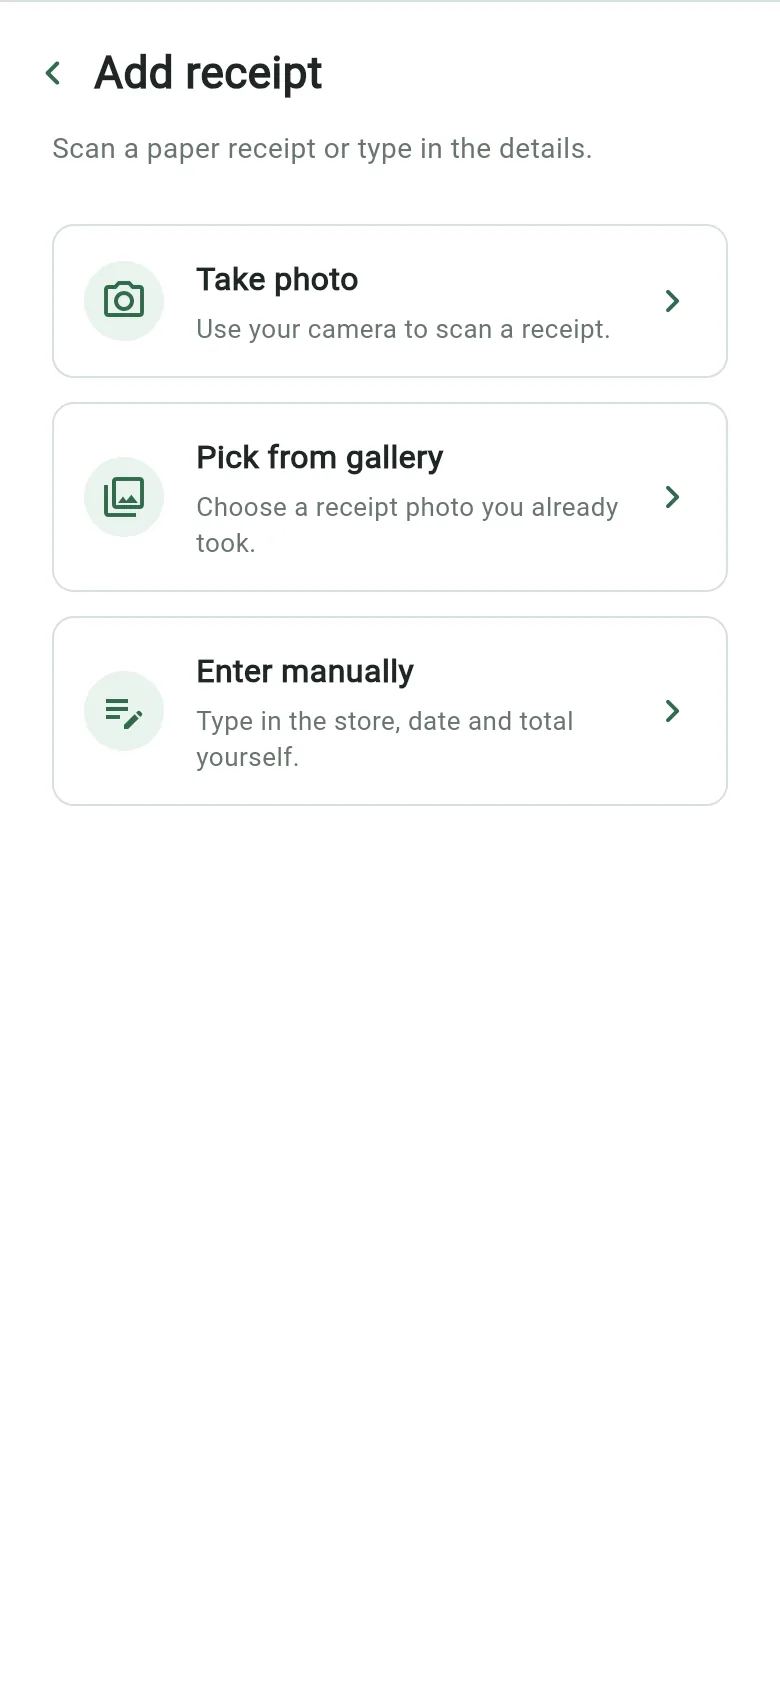 Add receipt
Scan a paper receipt or type in the details.
Take photo
Use your camera to scan a receipt.
Pick from gallery
Choose a receipt photo you already
took.
Enter manually
Type in the store, date and total
yourself.